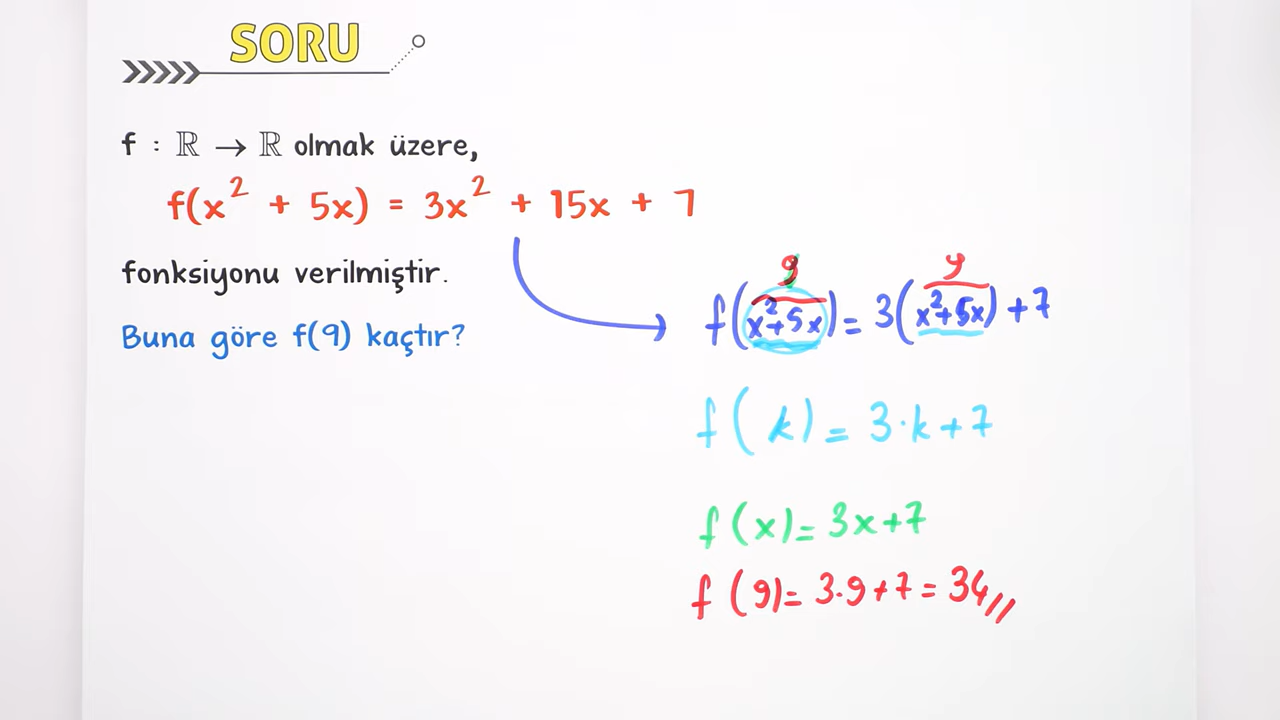 SORU
f : ℝ → ℝ olmak üzere,
f(x² + 5x) = 3x² + 15x + 7
fonksiyonu verilmiştir.
Buna göre f(9) kaçtır?
9 9
f(x²+5x) = 3(x²+5x) + 7
f(k) = 3·k+7
f(x) = 3x+7
f(9) = 3·9+7 = 34//